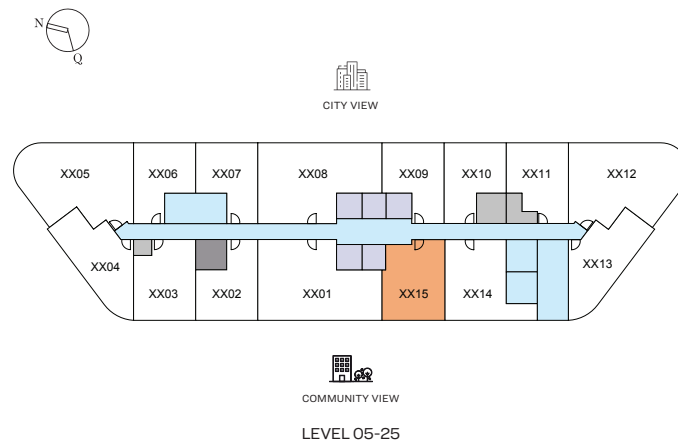 N
Q
CITY VIEW
XX05 XX06 XX07 XX08 XX09 XX10 XX11 XX12
XX04 XX13
XX03 XX02 XX01 XX15 XX14
COMMUNITY VIEW
LEVEL 05-25